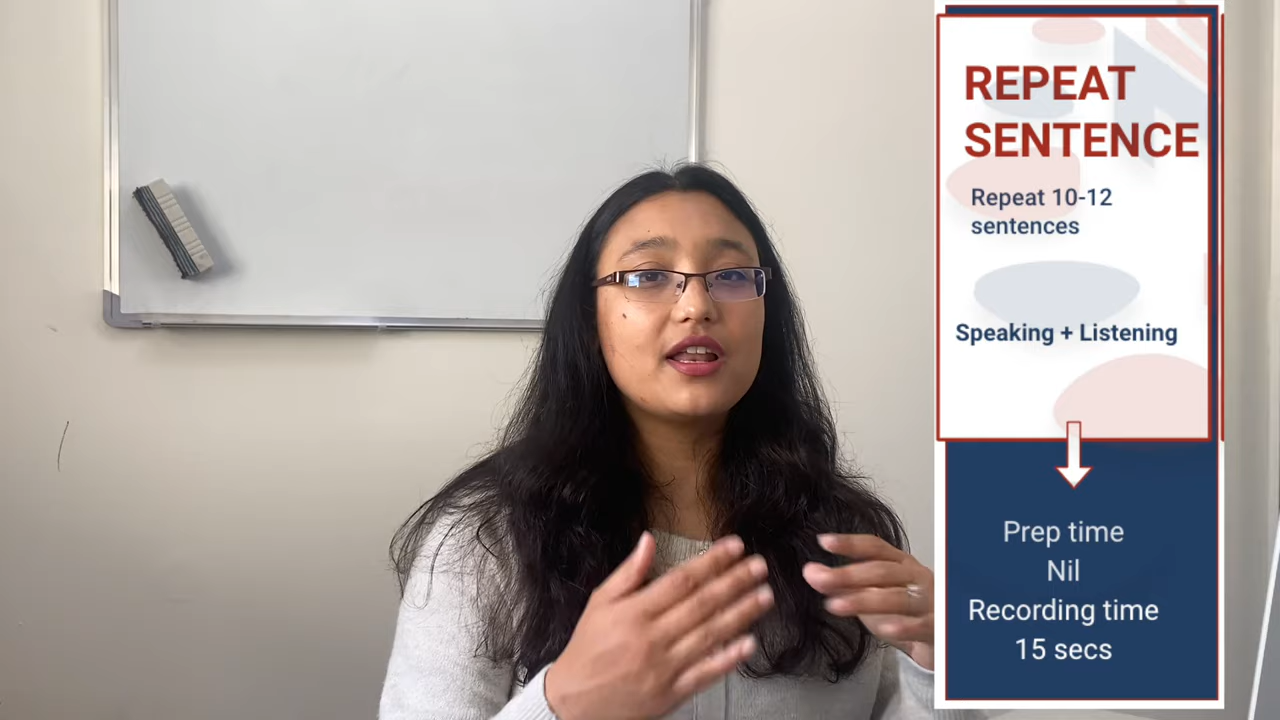 REPEAT
SENTENCE
Repeat 10-12
sentences
Speaking + Listening
Prep time
Nil
Recording time
15 secs